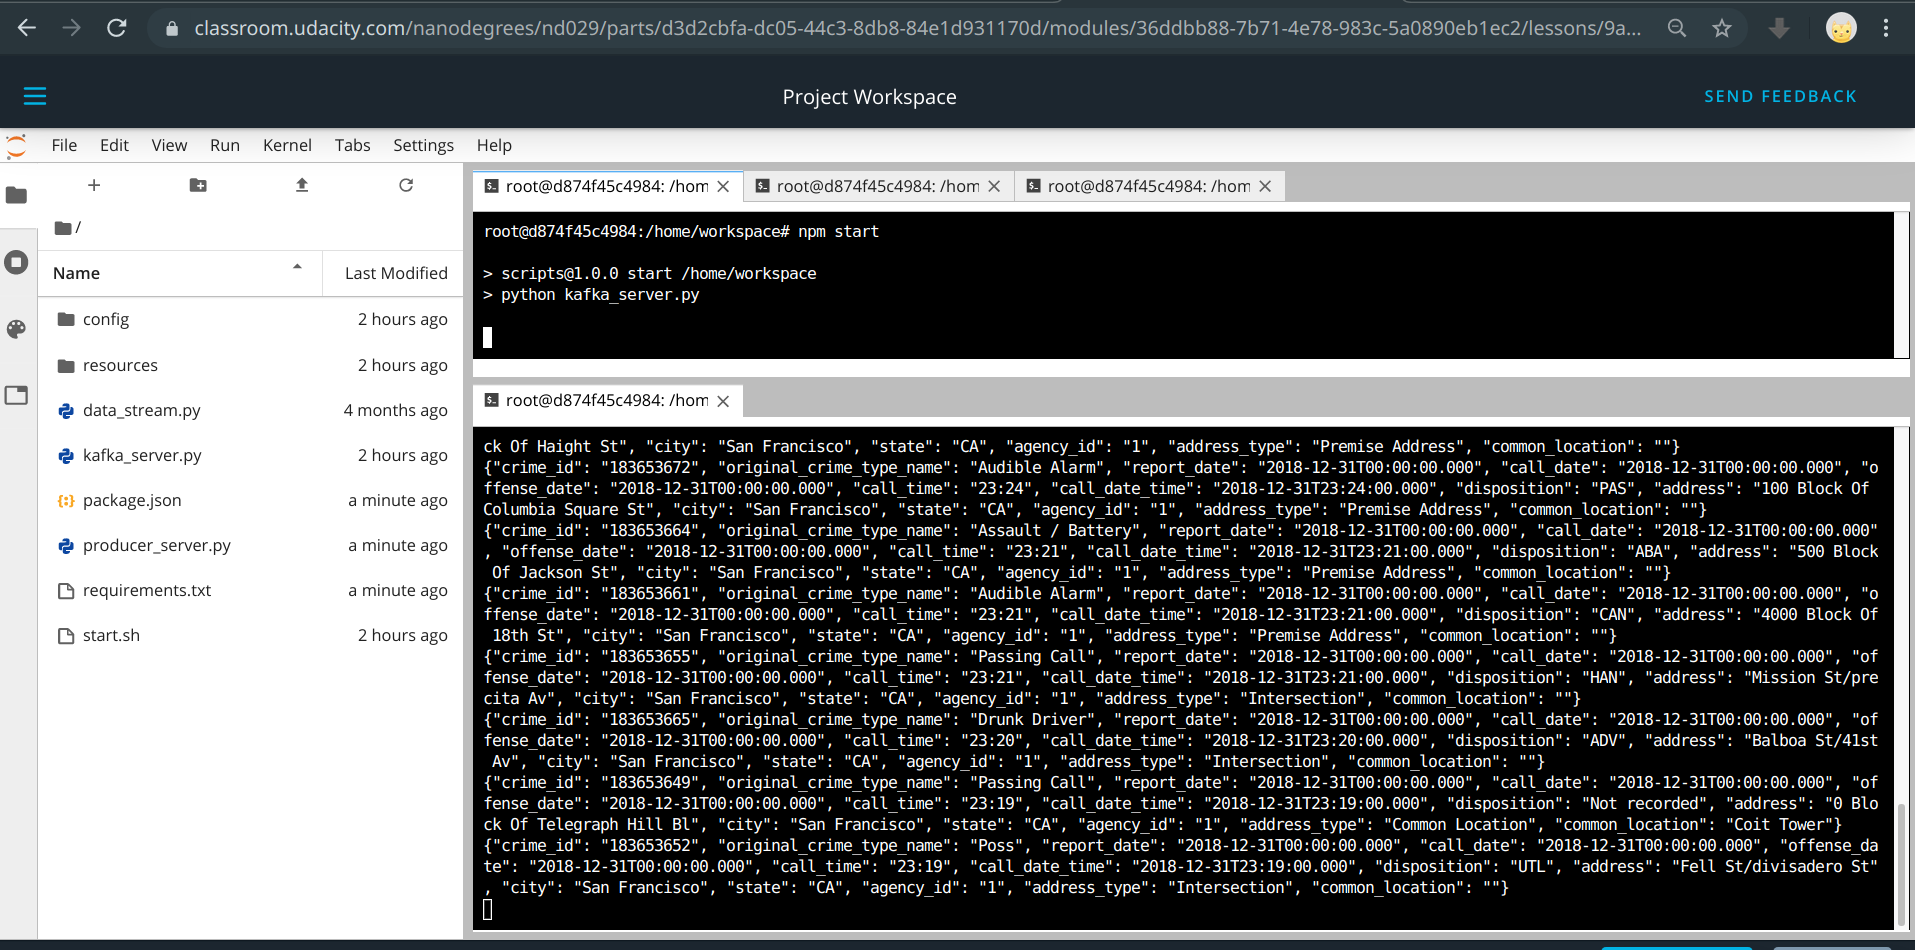 classroom.udacity.com/nanodegrees/nd029/parts/d3d2cbfa-dc05-44c3-8db8-84e1d931170d/modules/36ddbb88-7b71-4e78-983c-5a0890eb1ec2/lessons/9a...
Project Workspace
SEND FEEDBACK
File Edit View Run Kernel Tabs Settings Help
/
Name Last Modified
config 2 hours ago
resources 2 hours ago
data_stream.py 4 months ago
kafka_server.py 2 hours ago
package.json a minute ago
producer_server.py a minute ago
requirements.txt a minute ago
start.sh 2 hours ago
root@d874f45c4984: /hom root@d874f45c4984: /hom root@d874f45c4984: /hom
root@d874f45c4984:/home/workspace# npm start
> scripts@1.0.0 start /home/workspace
> python kafka_server.py
root@d874f45c4984: /hom
ck Of Haight St", "city": "San Francisco", "state": "CA", "agency_id": "1", "address_type": "Premise Address", "common_location": ""}
{"crime_id": "183653672", "original_crime_type_name": "Audible Alarm", "report_date": "2018-12-31T00:00:00.000", "call_date": "2018-12-31T00:00:00.000", "o
ffense_date": "2018-12-31T00:00:00.000", "call_time": "23:24", "call_date_time": "2018-12-31T23:24:00.000", "disposition": "PAS", "address": "100 Block Of
Columbia Square St", "city": "San Francisco", "state": "CA", "agency_id": "1", "address_type": "Premise Address", "common_location": ""}
{"crime_id": "183653664", "original_crime_type_name": "Assault / Battery", "report_date": "2018-12-31T00:00:00.000", "call_date": "2018-12-31T00:00:00.000"
, "offense_date": "2018-12-31T00:00:00.000", "call_time": "23:21", "call_date_time": "2018-12-31T23:21:00.000", "disposition": "ABA", "address": "500 Block
Of Jackson St", "city": "San Francisco", "state": "CA", "agency_id": "1", "address_type": "Premise Address", "common_location": ""}
{"crime_id": "183653661", "original_crime_type_name": "Audible Alarm", "report_date": "2018-12-31T00:00:00.000", "call_date": "2018-12-31T00:00:00.000", "o
ffense_date": "2018-12-31T00:00:00.000", "call_time": "23:21", "call_date_time": "2018-12-31T23:21:00.000", "disposition": "CAN", "address": "4000 Block Of
18th St", "city": "San Francisco", "state": "CA", "agency_id": "1", "address_type": "Premise Address", "common_location": ""}
{"crime_id": "183653655", "original_crime_type_name": "Passing Call", "report_date": "2018-12-31T00:00:00.000", "call_date": "2018-12-31T00:00:00.000", "of
fense_date": "2018-12-31T00:00:00.000", "call_time": "23:21", "call_date_time": "2018-12-31T23:21:00.000", "disposition": "HAN", "address": "Mission St/pre
cita Av", "city": "San Francisco", "state": "CA", "agency_id": "1", "address_type": "Intersection", "common_location": ""}
{"crime_id": "183653665", "original_crime_type_name": "Drunk Driver", "report_date": "2018-12-31T00:00:00.000", "call_date": "2018-12-31T00:00:00.000", "of
fense_date": "2018-12-31T00:00:00.000", "call_time": "23:20", "call_date_time": "2018-12-31T23:20:00.000", "disposition": "ADV", "address": "Balboa St/41st
Av", "city": "San Francisco", "state": "CA", "agency_id": "1", "address_type": "Intersection", "common_location": ""}
{"crime_id": "183653649", "original_crime_type_name": "Passing Call", "report_date": "2018-12-31T00:00:00.000", "call_date": "2018-12-31T00:00:00.000", "of
fense_date": "2018-12-31T00:00:00.000", "call_time": "23:19", "call_date_time": "2018-12-31T23:19:00.000", "disposition": "Not recorded", "address": "0 Blo
ck Of Telegraph Hill Bl", "city": "San Francisco", "state": "CA", "agency_id": "1", "address_type": "Common Location", "common_location": "Coit Tower"}
{"crime_id": "183653652", "original_crime_type_name": "Poss", "report_date": "2018-12-31T00:00:00.000", "call_date": "2018-12-31T00:00:00.000", "offense_da
te": "2018-12-31T00:00:00.000", "call_time": "23:19", "call_date_time": "2018-12-31T23:19:00.000", "disposition": "UTL", "address": "Fell St/divisadero St"
, "city": "San Francisco", "state": "CA", "agency_id": "1", "address_type": "Intersection", "common_location": ""}